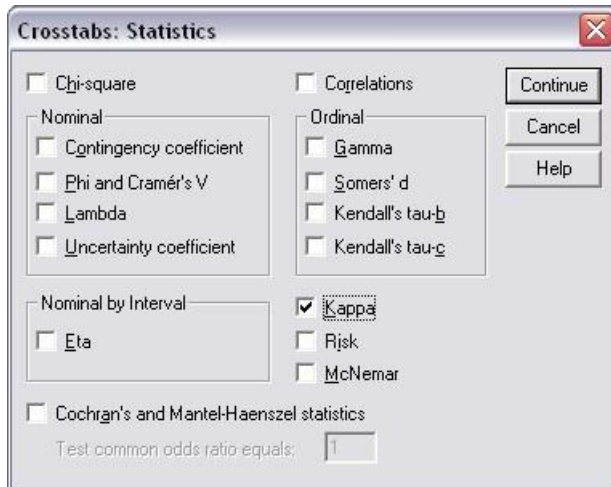 Crosstabs: Statistics
Chi-square
Correlations
Continue
Nominal
Ordinal
Cancel
Contingency coefficient
Gamma
Help
Phi and Cramér's V
Somers' d
Lambda
Kendall's tau-b
Uncertainty coefficient
Kendall's tau-c
Nominal by Interval
Kappa
Eta
Risk
McNemar
Cochran's and Mantel-Haenszel statistics
Test common odds ratio equals: 1